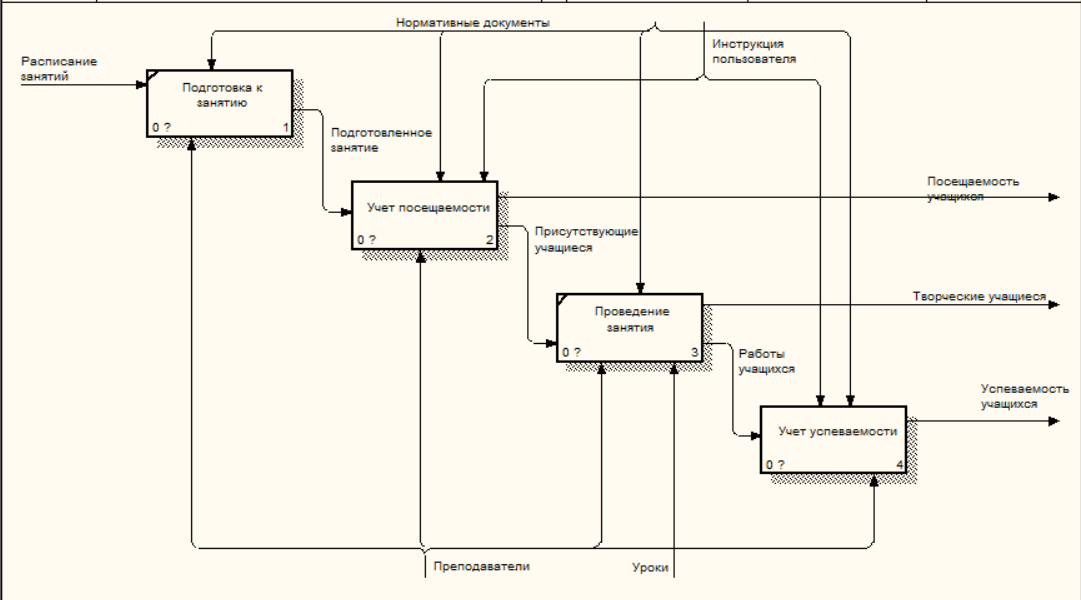 Нормативные документы
Инструкция
пользователя
Расписание
занятий
Подготовка к
занятию
0 ?
1
Подготовленное
занятие
Учет посещаемости
0 ?
2
Посещаемость
учащихся
Присутствующие
учащиеся
Творческие учащиеся
Проведение
занятия
0 ?
3
Работы
учащихся
Успеваемость
учащихся
Учет успеваемости
0 ?
4
Преподаватели
Уроки